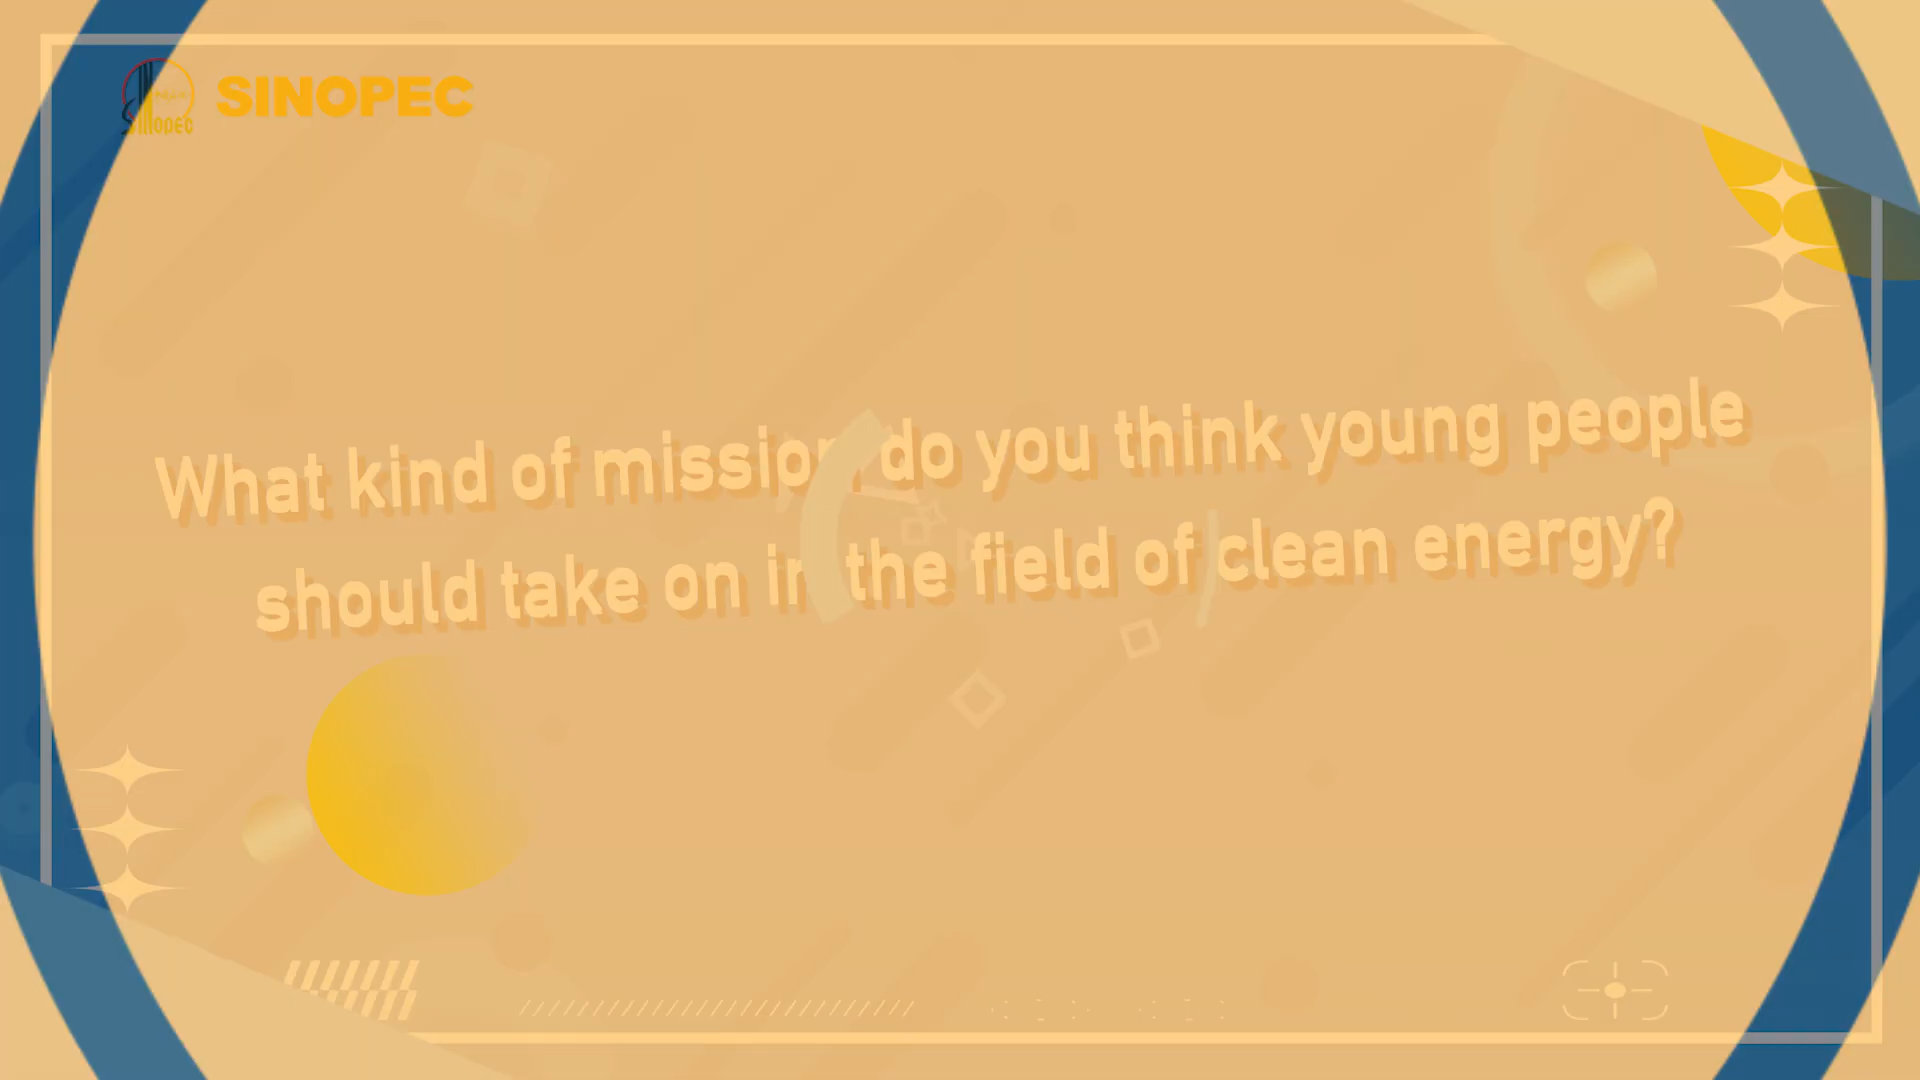 SINOPEC
SINOPEC
What kind of mission do you think young people
should take on in the field of clean energy?